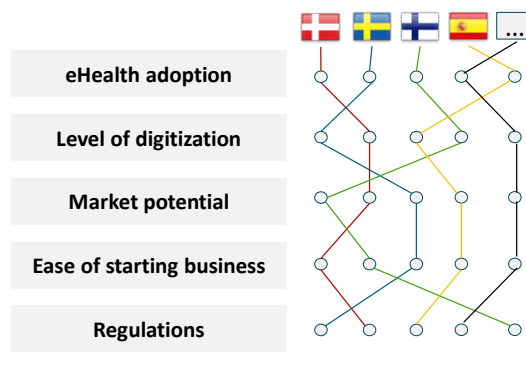 ...
eHealth adoption
Level of digitization
Market potential
Ease of starting business
Regulations